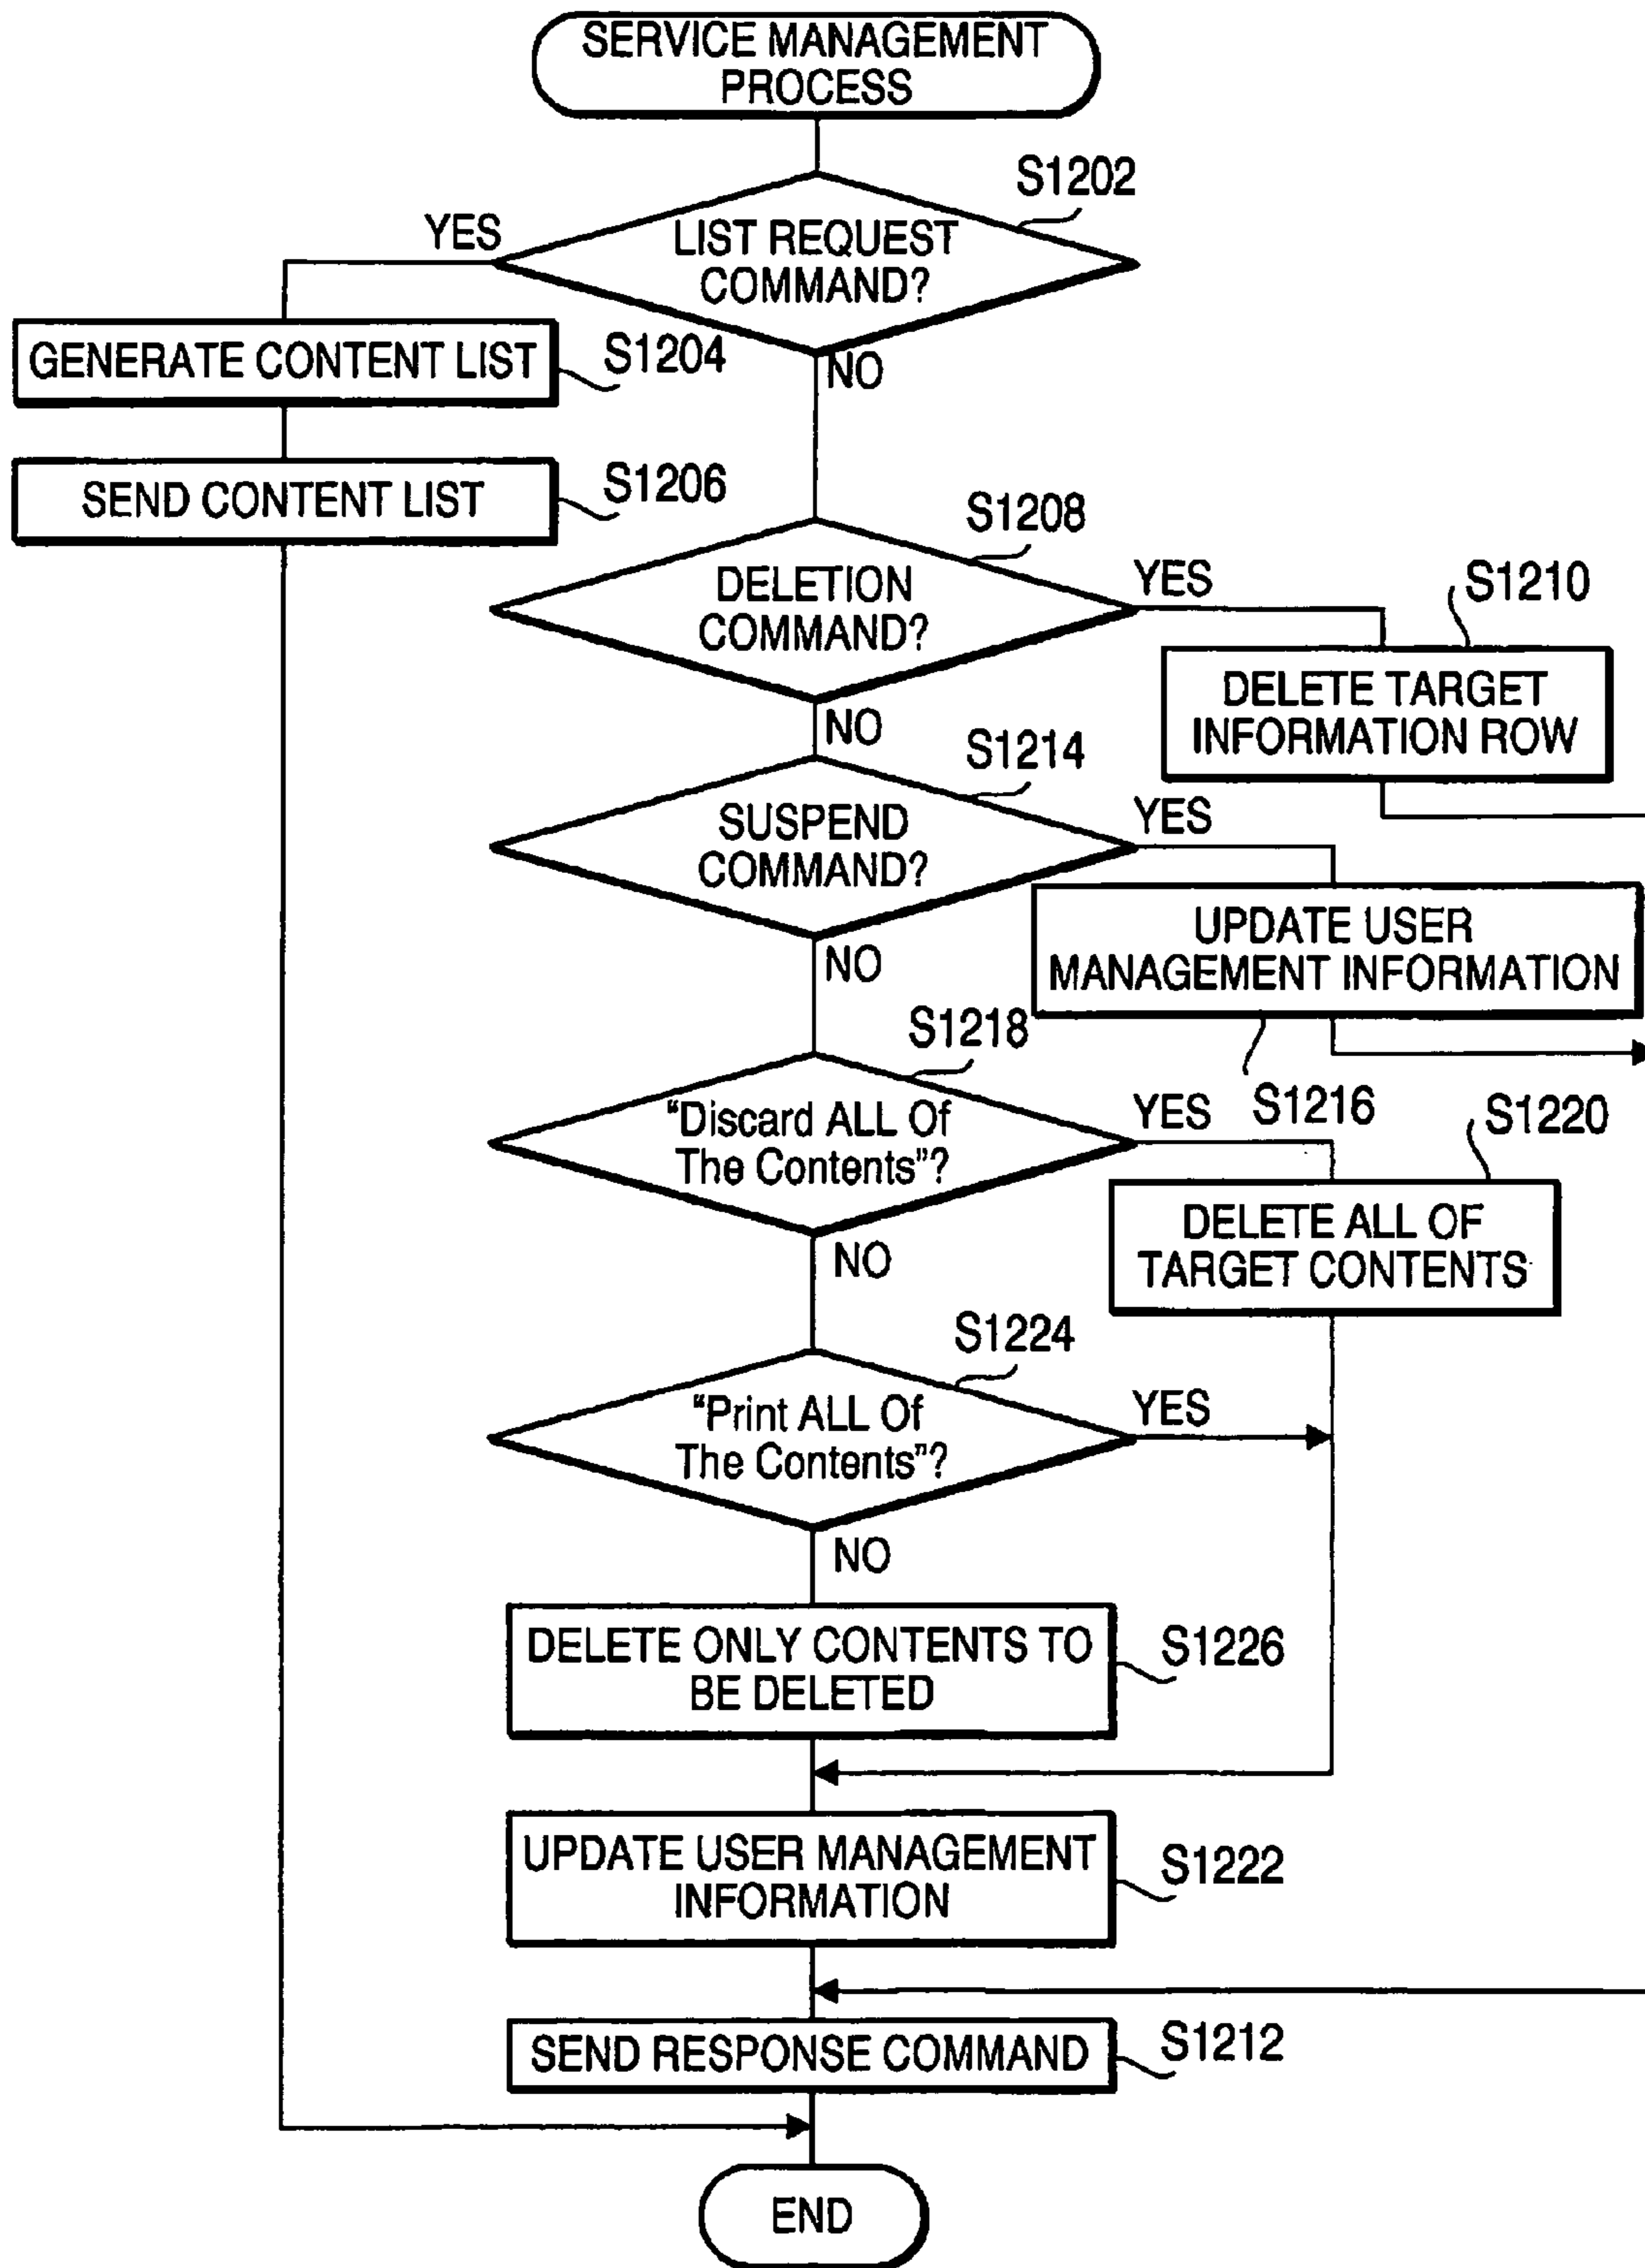 SERVICE MANAGEMENT
PROCESS
S1202
YES
LIST REQUEST
COMMAND?
NO
GENERATE CONTENT LIST
S1204
SEND CONTENT LIST
S1206
S1208
DELETION
COMMAND?
YES
NO
S1210
DELETE TARGET
INFORMATION ROW
S1214
SUSPEND
COMMAND?
YES
NO
UPDATE USER
MANAGEMENT INFORMATION
S1216
S1218
"Discard ALL Of
The Contents"?
YES
NO
S1220
DELETE ALL OF
TARGET CONTENTS
S1224
"Print ALL Of
The Contents"?
YES
NO
DELETE ONLY CONTENTS TO
BE DELETED
S1226
UPDATE USER MANAGEMENT
INFORMATION
S1222
SEND RESPONSE COMMAND
S1212
END